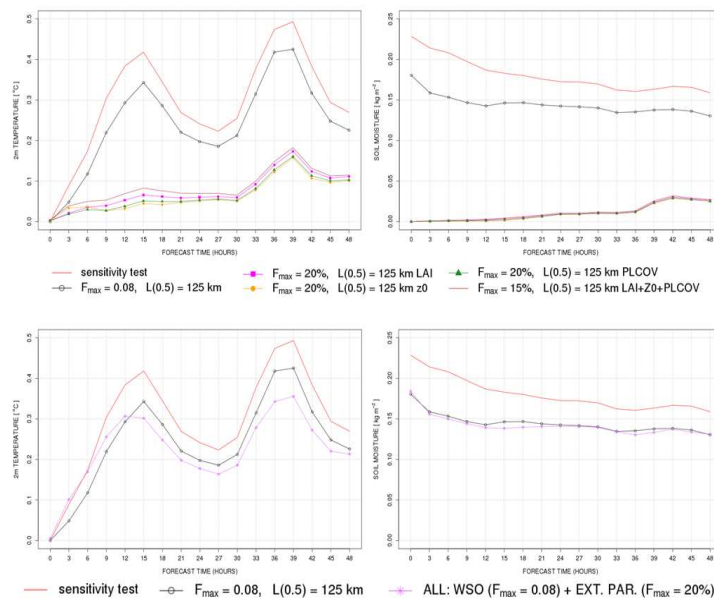 2m TEMPERATURE [ °C]
0.0 0.1 0.2 0.3 0.4 0.5
0 3 6 9 12 15 18 21 24 27 30 33 36 39 42 45 48
FORECAST TIME (HOURS)
SOIL MOISTURE [ kg m⁻²]
0.00 0.05 0.10 0.15 0.20 0.25
0 3 6 9 12 15 18 21 24 27 30 33 36 39 42 45 48
FORECAST TIME (HOURS)
sensitivity test
Fmax = 20%, L(0.5) = 125 km LAI
Fmax = 20%, L(0.5) = 125 km PLCOV
Fmax = 0.08, L(0.5) = 125 km
Fmax = 20%, L(0.5) = 125 km z0
Fmax = 15%, L(0.5) = 125 km LAI+Z0+PLCOV
2m TEMPERATURE [ °C]
0.0 0.1 0.2 0.3 0.4 0.5
0 3 6 9 12 15 18 21 24 27 30 33 36 39 42 45 48
FORECAST TIME (HOURS)
SOIL MOISTURE [ kg m⁻²]
0.00 0.05 0.10 0.15 0.20 0.25
0 3 6 9 12 15 18 21 24 27 30 33 36 39 42 45 48
FORECAST TIME (HOURS)
sensitivity test
Fmax = 0.08, L(0.5) = 125 km
ALL: WSO (Fmax = 0.08) + EXT. PAR. (Fmax = 20%)